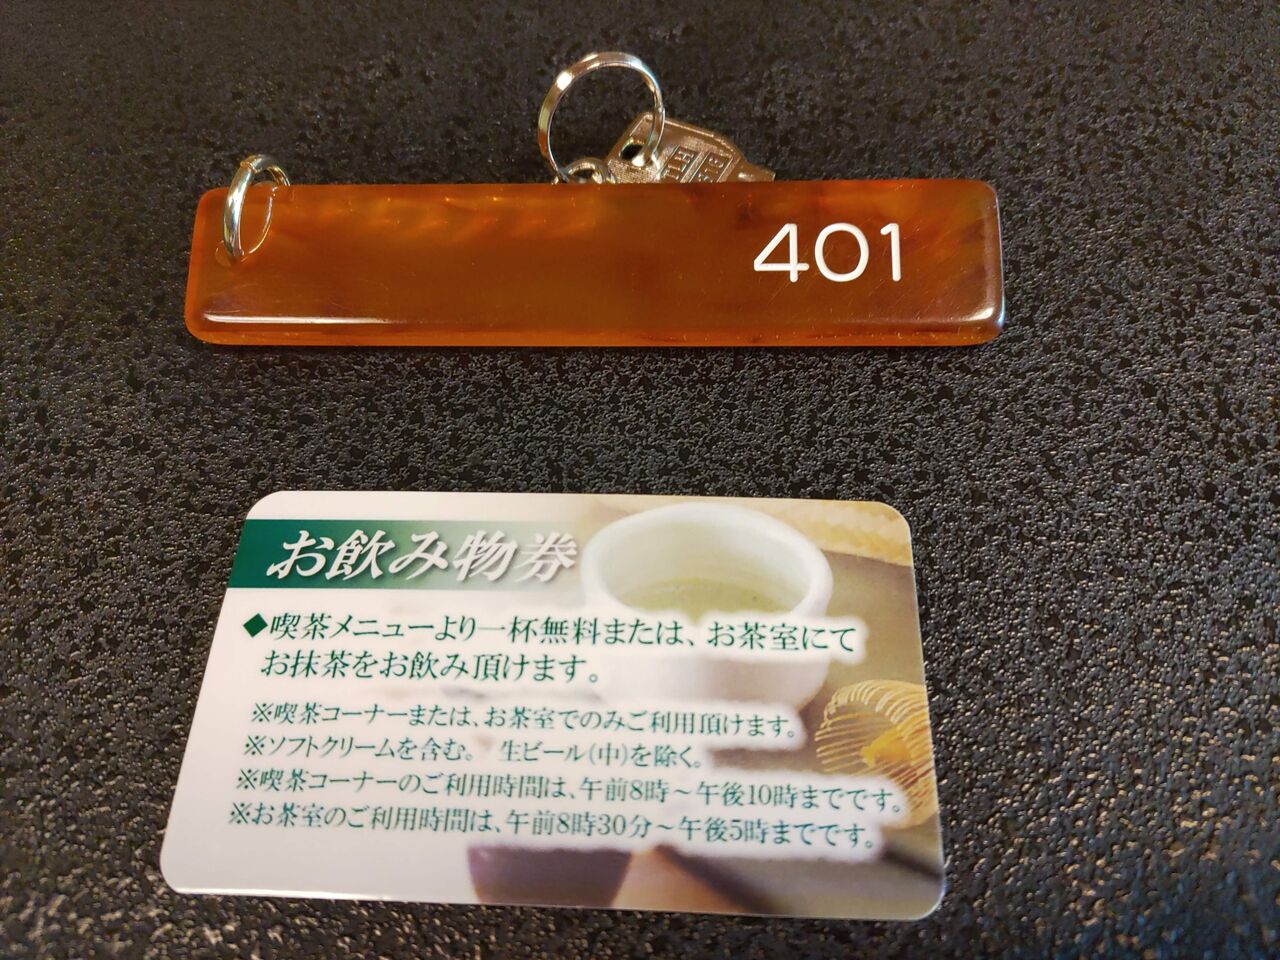 401
お飲み物券
◆喫茶メニューより一杯無料または、お茶室にて
お抹茶をお飲み頂けます。
※喫茶コーナーまたは、お茶室でのみご利用頂けます。
※ソフトクリームを含む。 生ビール(中)を除く。
※喫茶コーナーのご利用時間は、午前8時～午後10時までです。
※お茶室のご利用時間は、午前8時30分～午後5時までです。